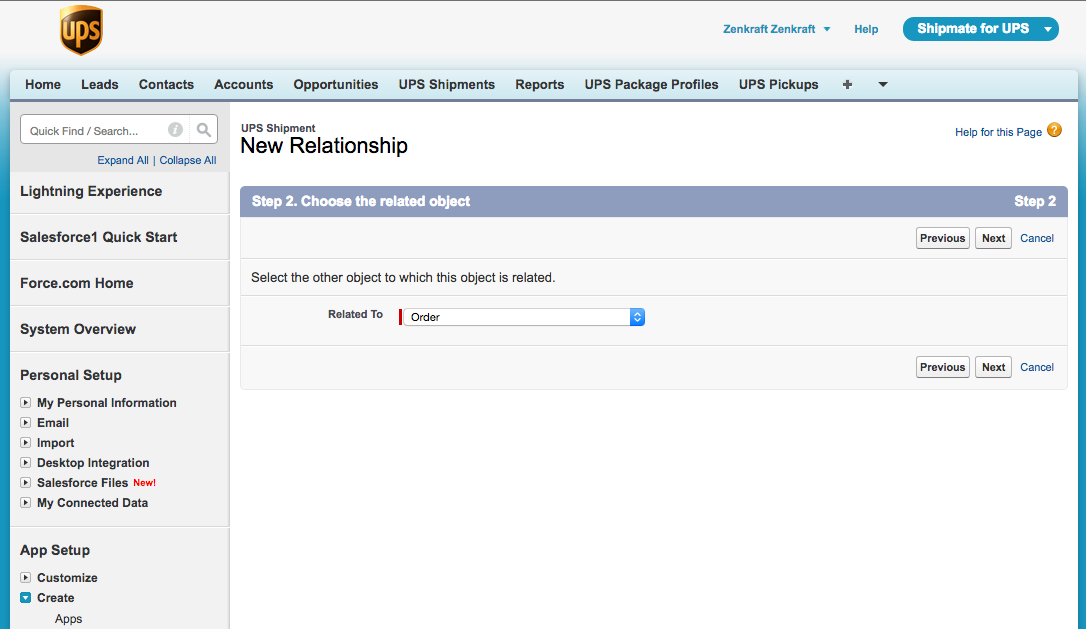 ups
Zenkraft Zenkraft
Help
Shipmate for UPS
Home Leads Contacts Accounts Opportunities UPS Shipments Reports UPS Package Profiles UPS Pickups +
Quick Find / Search...
i
Expand All | Collapse All
Lightning Experience
Salesforce1 Quick Start
Force.com Home
System Overview
Personal Setup
My Personal Information
Email
Import
Desktop Integration
Salesforce Files New!
My Connected Data
App Setup
Customize
Create
Apps
UPS Shipment
New Relationship
Help for this Page ?
Step 2. Choose the related object Step 2
Previous Next Cancel
Select the other object to which this object is related.
Related To Order
Previous Next Cancel